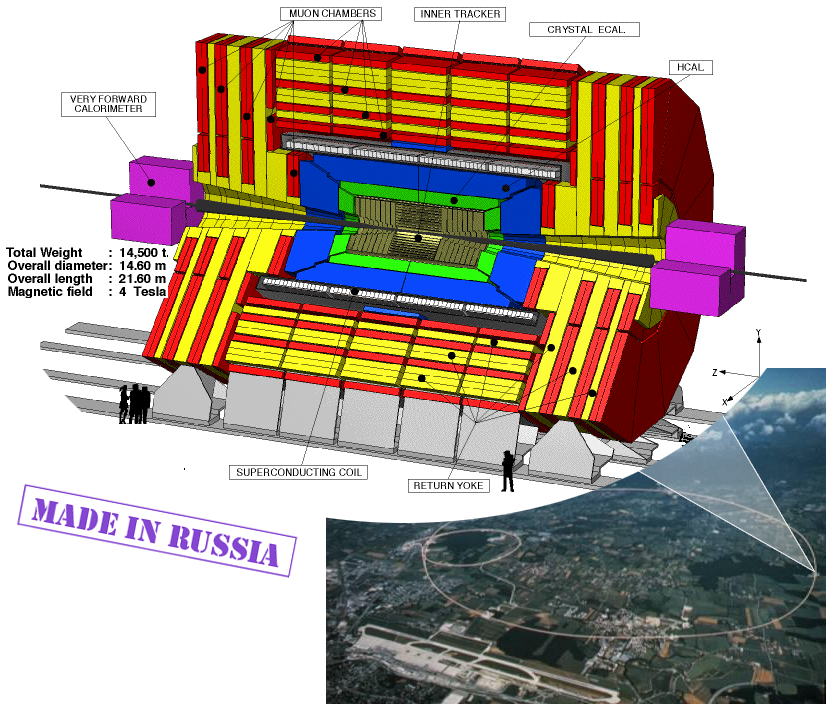 MUON CHAMBERS
INNER TRACKER
CRYSTAL ECAL.
HCAL
VERY FORWARD
CALORIMETER
Total Weight : 14,500 t.
Overall diameter: 14.60 m
Overall length : 21.60 m
Magnetic field : 4 Tesla
Y
Z
X
SUPERCONDUCTING COIL
RETURN YOKE
MADE IN RUSSIA